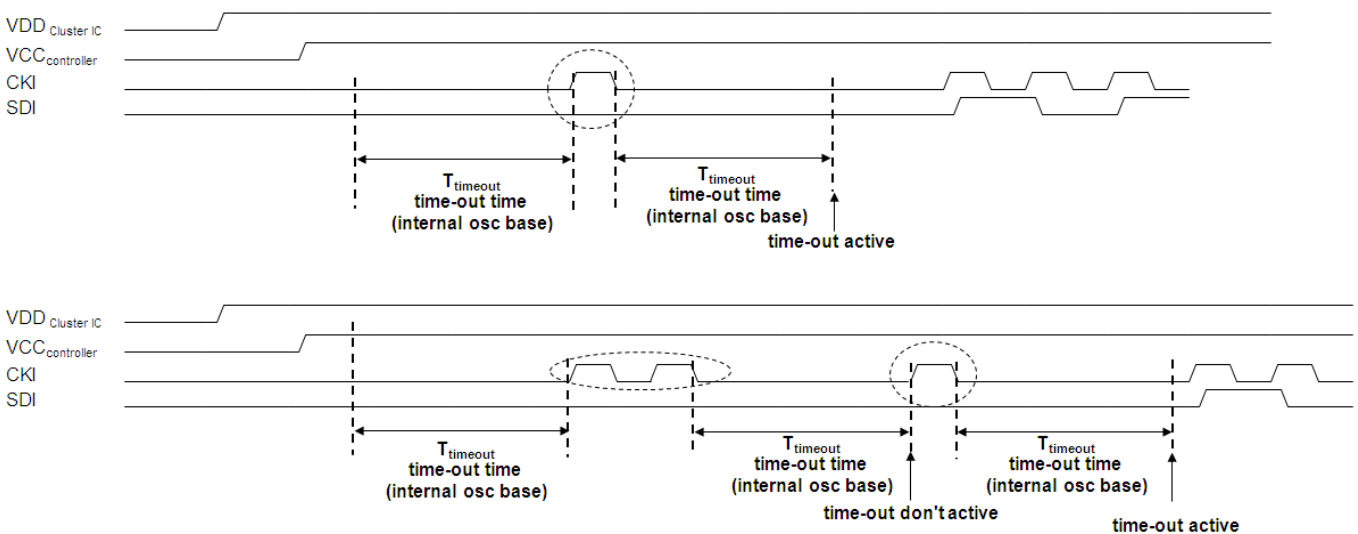 VDD Cluster IC
VCCcontroller
CKI
SDI
Ttimeout
time-out time
(internal osc base)
Ttimeout
time-out time
(internal osc base)
time-out active
VDD Cluster IC
VCCcontroller
CKI
SDI
Ttimeout
time-out time
(internal osc base)
Ttimeout
time-out time
(internal osc base)
Ttimeout
time-out time
(internal osc base)
time-out don't active
time-out active